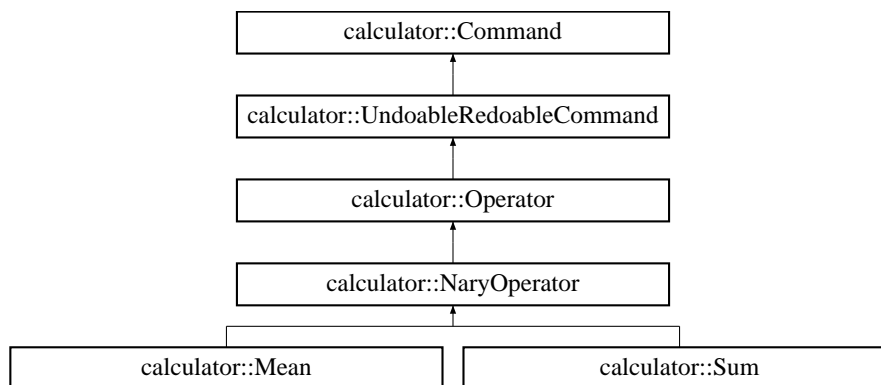 calculator::Command
calculator::UndoableRedoableCommand
calculator::Operator
calculator::NaryOperator
calculator::Mean
calculator::Sum